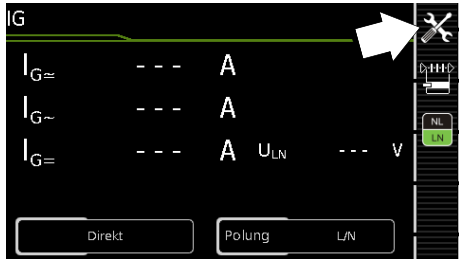 IG
IG≂ - - - A
IG~ - - - A
IG= - - - A ULN - - - V
NL
LN
Direkt Polung L/N